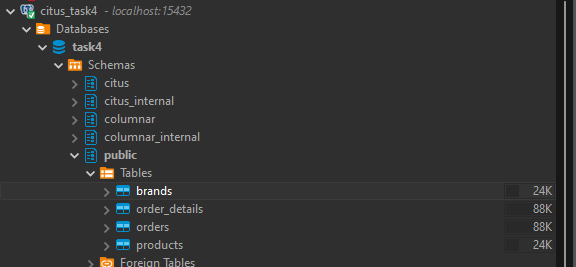 citus_task4 - localhost:15432
Databases
task4
Schemas
citus
citus_internal
columnar
columnar_internal
public
Tables
brands 24K
order_details 88K
orders 88K
products 24K
Foreign Tables